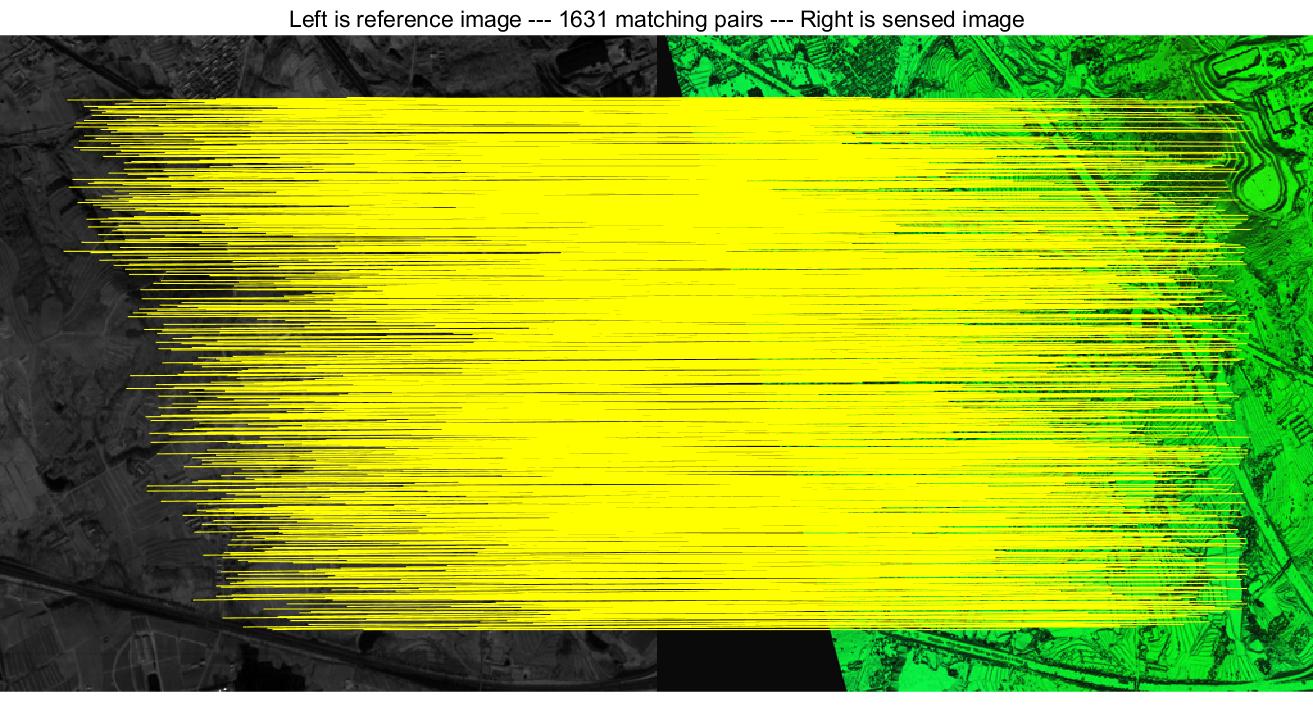 Left is reference image --- 1631 matching pairs --- Right is sensed image